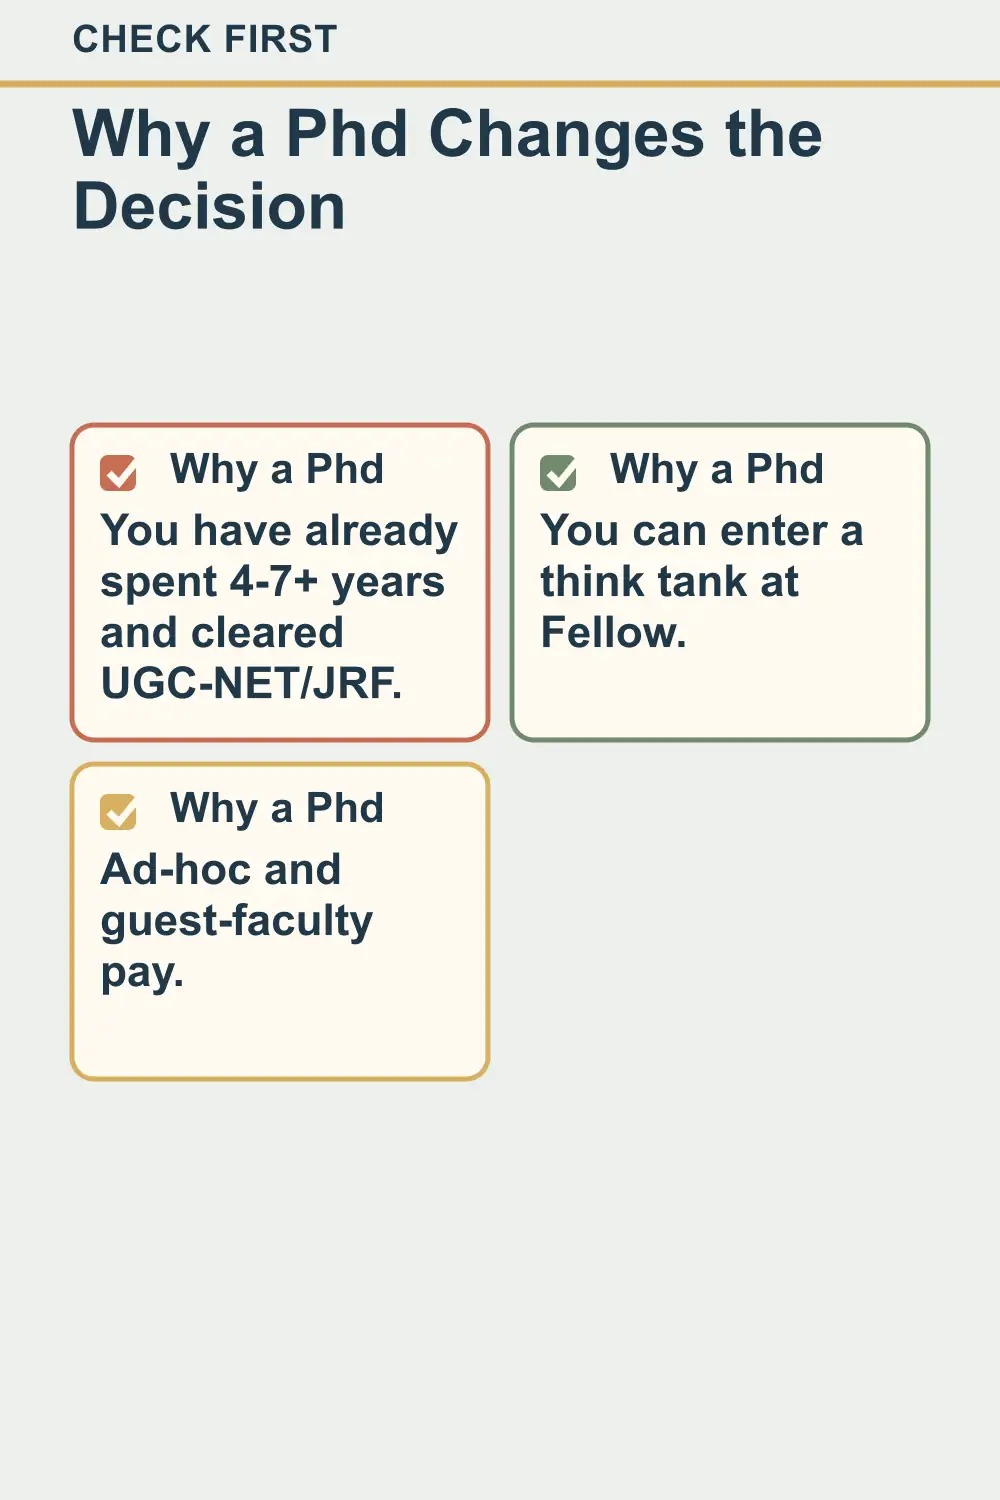 CHECK FIRST
Why a Phd Changes the
Decision
Why a Phd
You have already
spent 4-7+ years
and cleared
UGC-NET/JRF.
Why a Phd
You can enter a
think tank at
Fellow.
Why a Phd
Ad-hoc and
guest-faculty
pay.